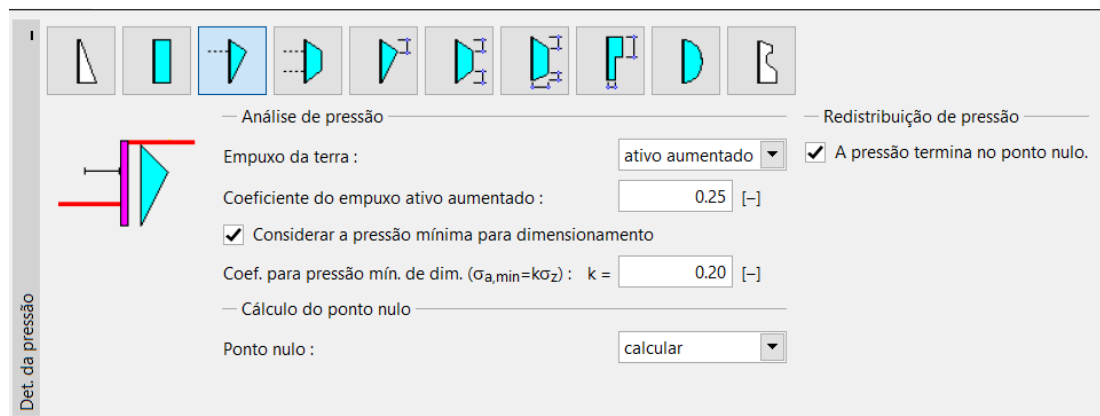 Análise de pressão
Redistribuição de pressão
Empuxo da terra :
ativo aumentado
A pressão termina no ponto nulo.
Coeficiente do empuxo ativo aumentado :
0.25 [–]
Considerar a pressão mínima para dimensionamento
Coef. para pressão mín. de dim. (σa,min=kσz) : k =
0.20 [–]
Cálculo do ponto nulo
Ponto nulo :
calcular
Det. da pressão